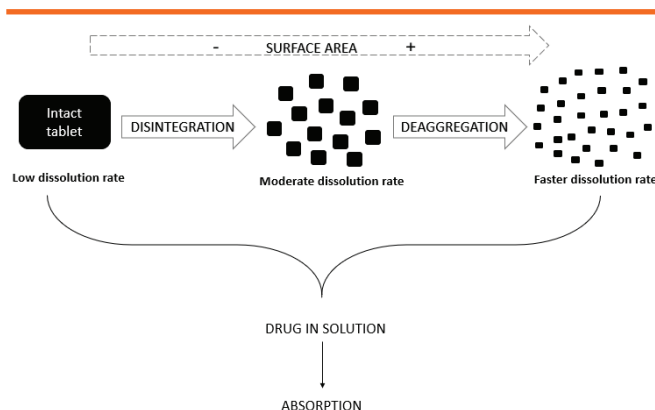 - SURFACE AREA +
Intact
tablet
DISINTEGRATION
DEAGGREGATION
Low dissolution rate
Moderate dissolution rate
Faster dissolution rate
DRUG IN SOLUTION
ABSORPTION